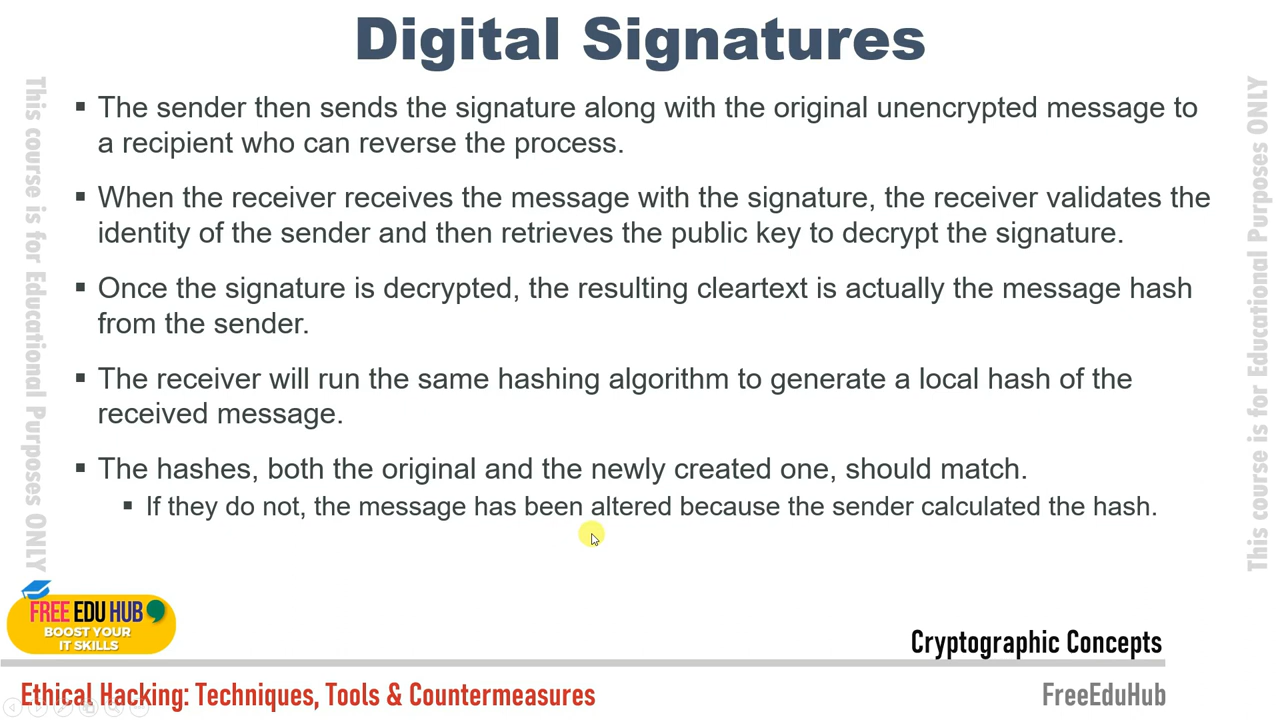 Digital Signatures
▪ The sender then sends the signature along with the original unencrypted message to
a recipient who can reverse the process.
▪ When the receiver receives the message with the signature, the receiver validates the
identity of the sender and then retrieves the public key to decrypt the signature.
▪ Once the signature is decrypted, the resulting cleartext is actually the message hash
from the sender.
▪ The receiver will run the same hashing algorithm to generate a local hash of the
received message.
▪ The hashes, both the original and the newly created one, should match.
▪ If they do not, the message has been altered because the sender calculated the hash.
This course is for Educational Purposes ONLY
This course is for Educational Purposes ONLY
FREE EDU HUB
BOOST YOUR
IT SKILLS
Cryptographic Concepts
Ethical Hacking: Techniques, Tools & Countermeasures
FreeEduHub